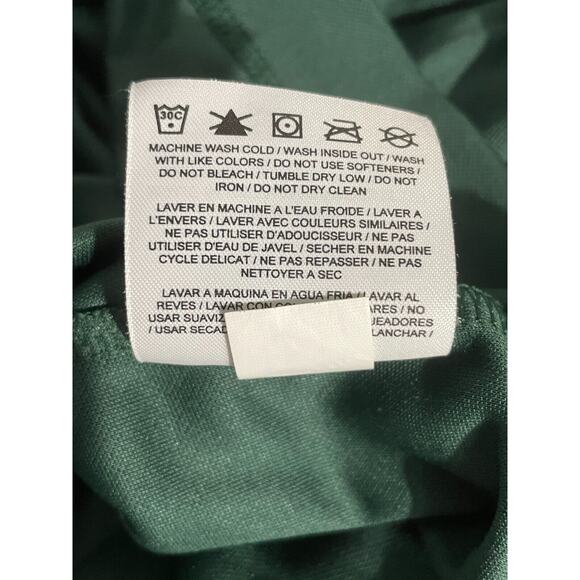 30C
MACHINE WASH COLD / WASH INSIDE OUT / WASH
WITH LIKE COLORS / DO NOT USE SOFTENERS /
DO NOT BLEACH / TUMBLE DRY LOW / DO NOT
IRON / DO NOT DRY CLEAN
LAVER EN MACHINE A L'EAU FROIDE / LAVER A
L'ENVERS / LAVER AVEC COULEURS SIMILAIRES /
NE PAS UTILISER D'ADOUCISSEUR / NE PAS
UTILISER D'EAU DE JAVEL / SECHER EN MACHINE
CYCLE DELICAT / NE PAS REPASSER / NE PAS
NETTOYER A SEC
LAVAR A MAQUINA EN AGUA FRIA / LAVAR AL
REVES / LAVAR CON / NO
USAR
/ USAR PLANCHAR /